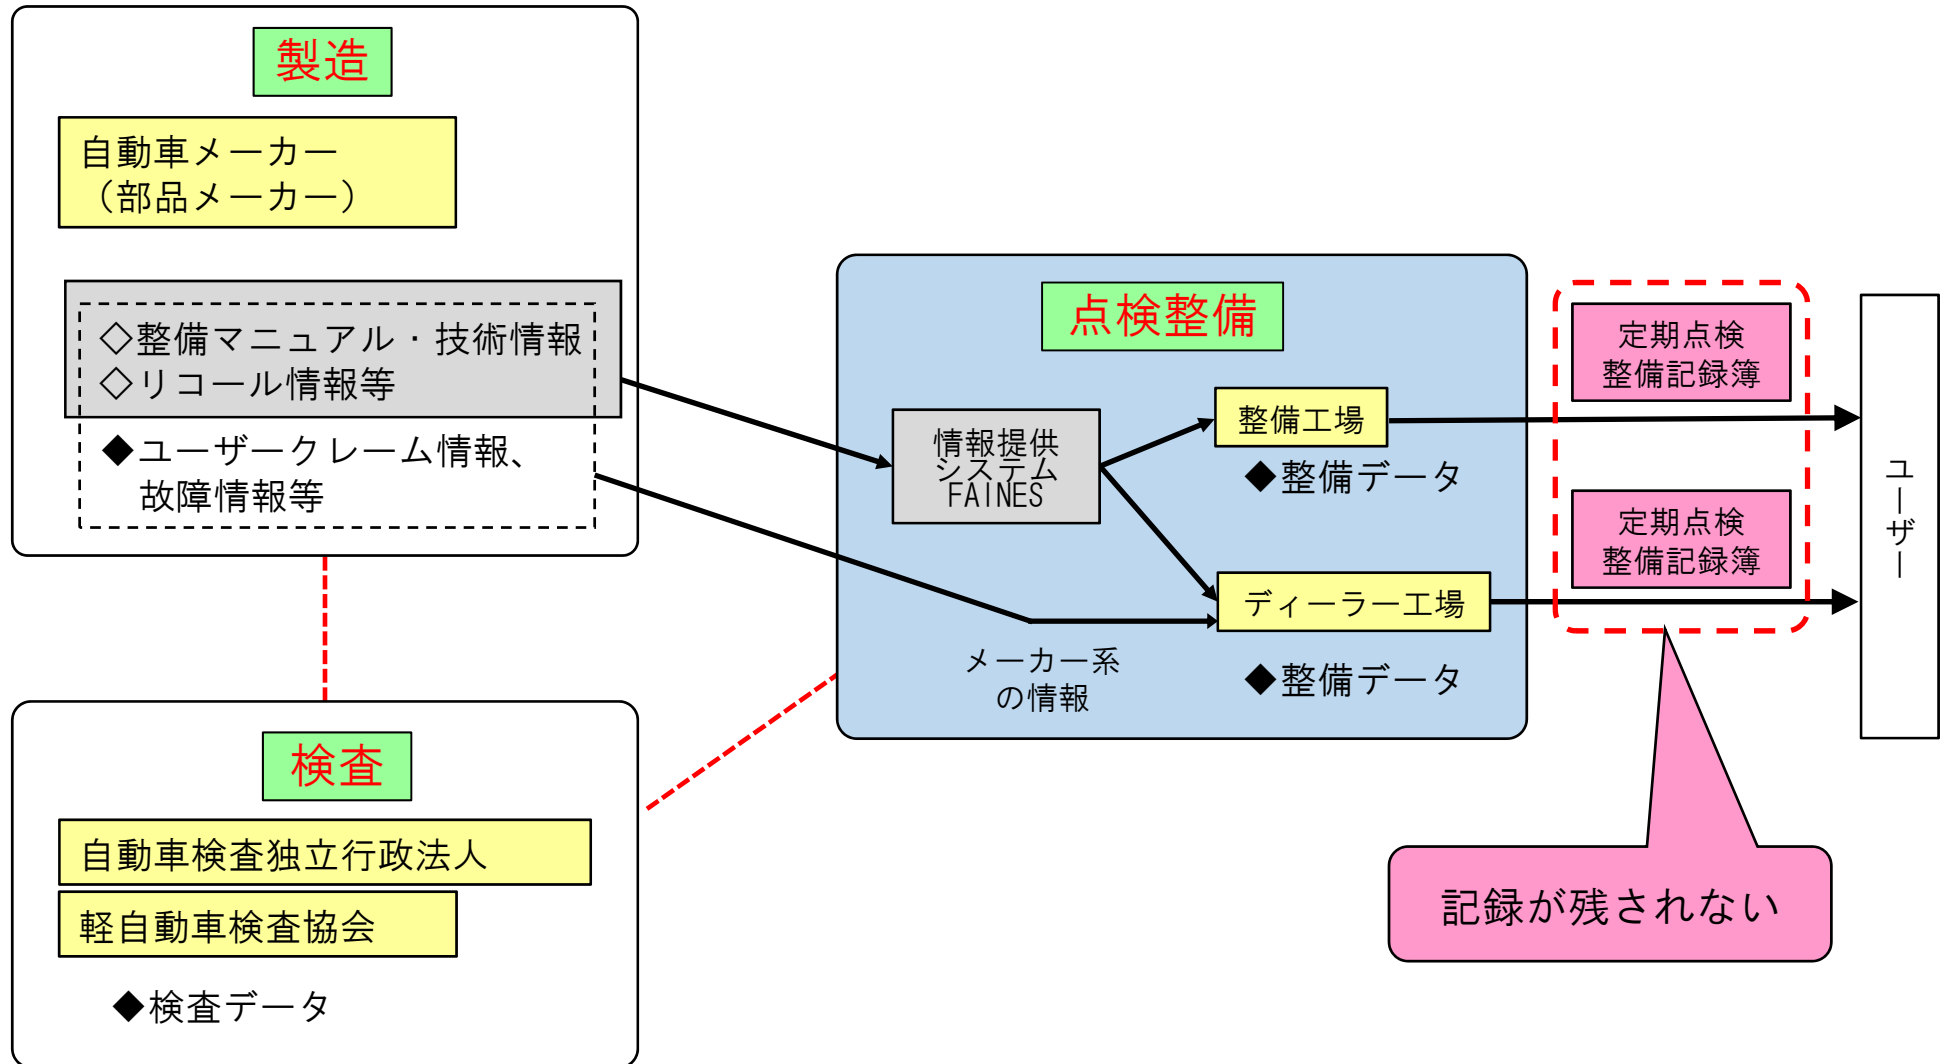 製造
自動車メーカー
（部品メーカー）
◇整備マニュアル・技術情報
◇リコール情報等
◆ユーザークレーム情報、
故障情報等
検査
自動車検査独立行政法人
軽自動車検査協会
◆検査データ
点検整備
情報提供
システム
FAINES
整備工場
◆整備データ
ディーラー工場
◆整備データ
メーカー系
の情報
定期点検
整備記録簿
定期点検
整備記録簿
ユーザー
記録が残されない